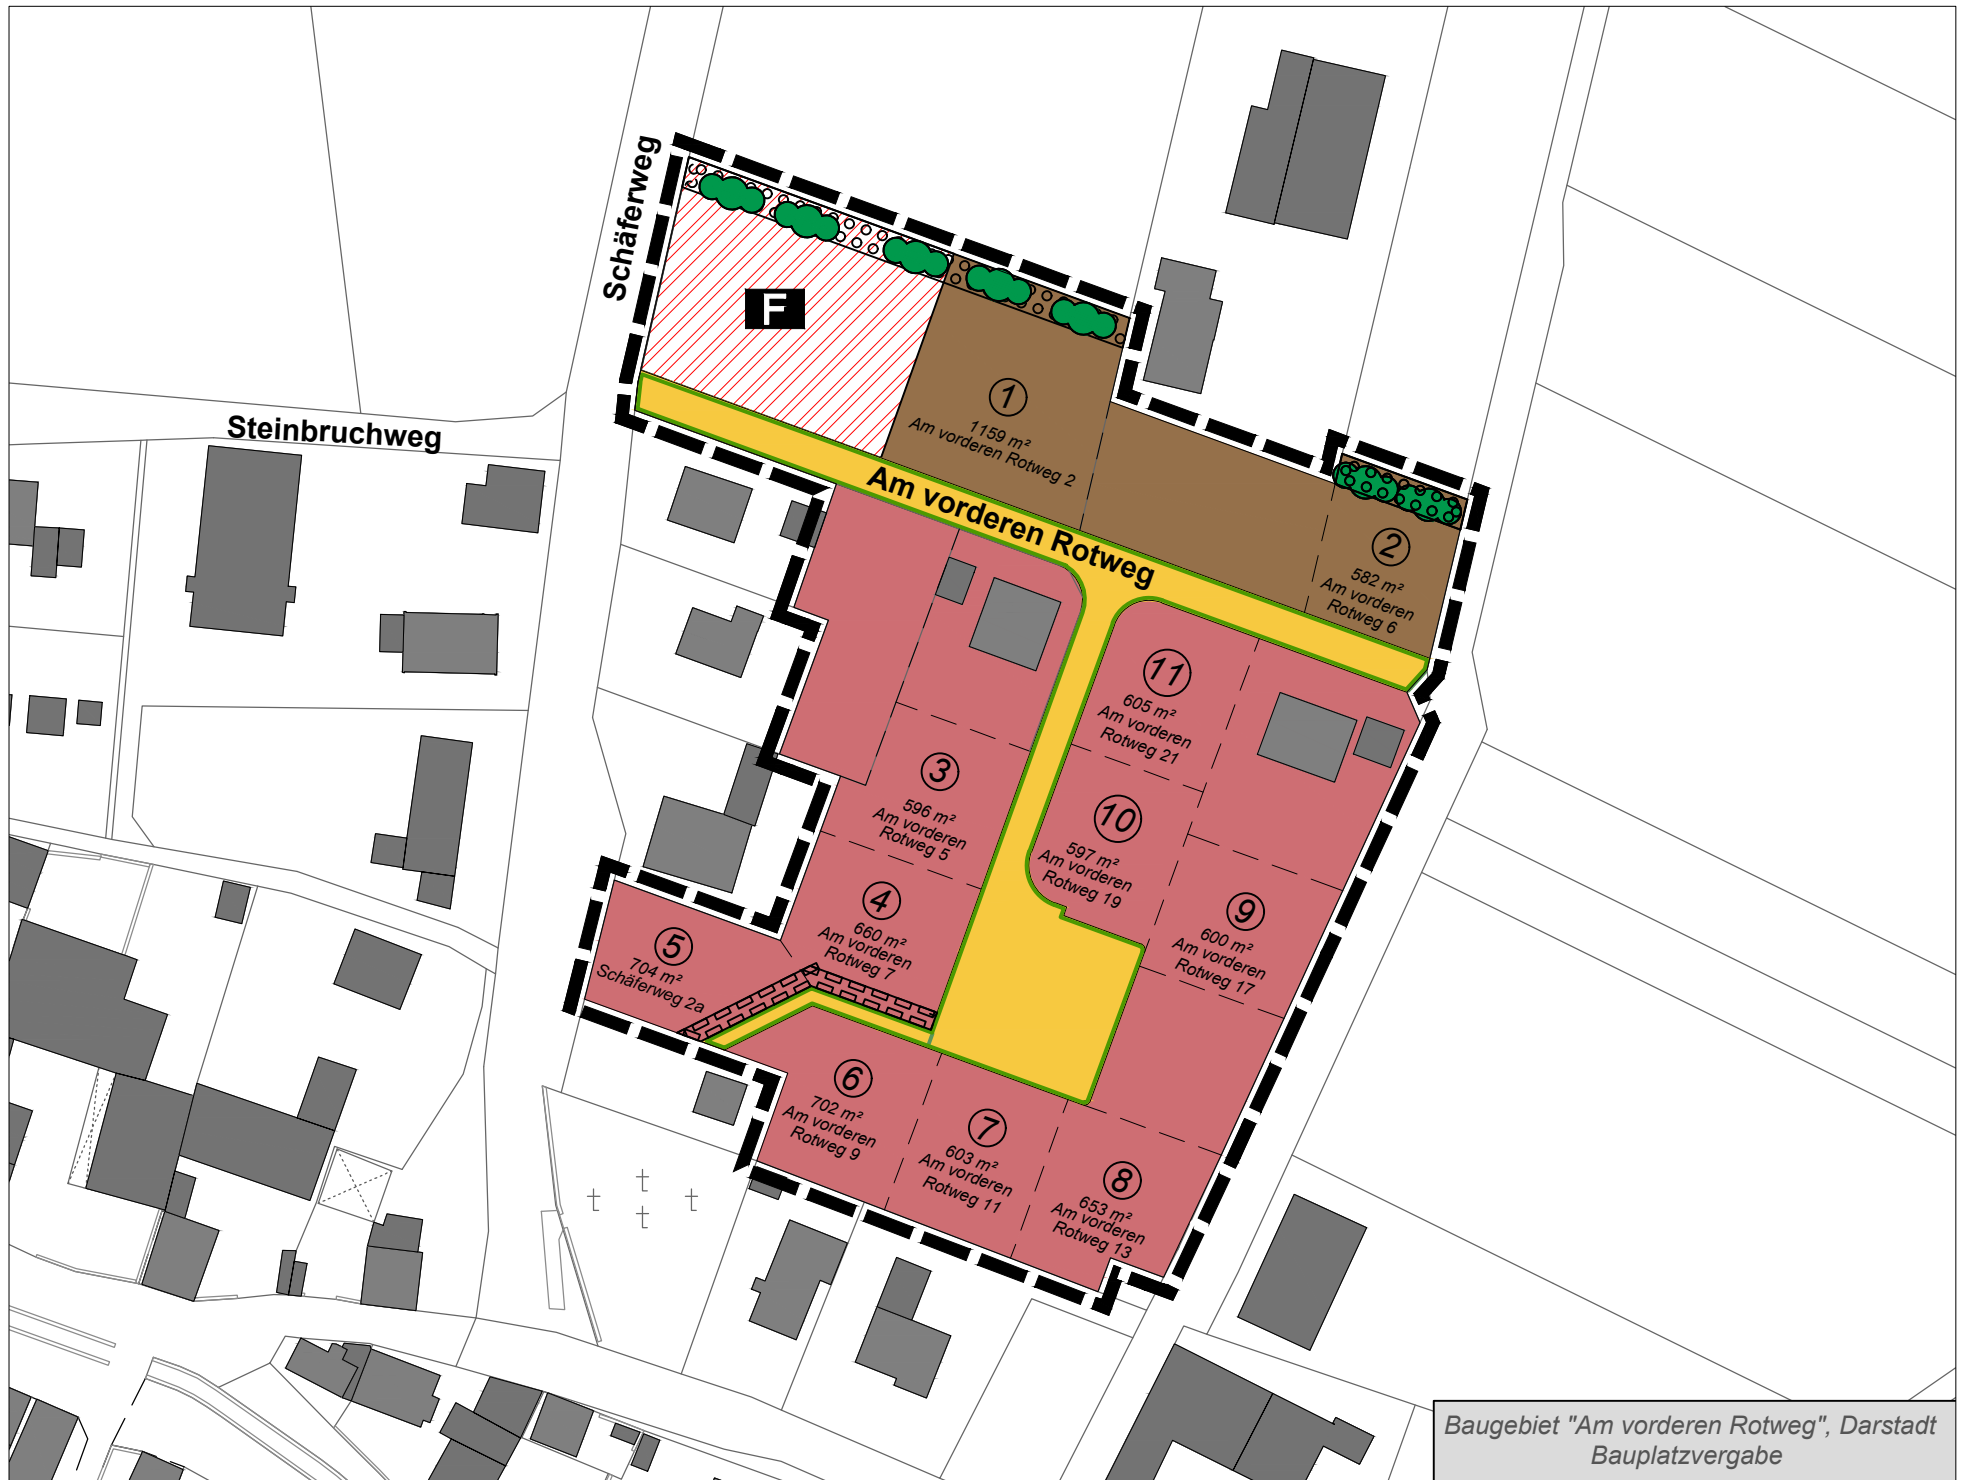 Schäferweg
F
Steinbruchweg
1
1159 m²
Am vorderen Rotweg 2
Am vorderen Rotweg
2
582 m²
Am vorderen
Rotweg 6
11
605 m²
Am vorderen
Rotweg 21
3
596 m²
Am vorderen
Rotweg 5
10
597 m²
Am vorderen
Rotweg 19
4
660 m²
Am vorderen
Rotweg 7
9
600 m²
Am vorderen
Rotweg 17
5
704 m²
Schäferweg 2a
6
702 m²
Am vorderen
Rotweg 9
7
603 m²
Am vorderen
Rotweg 11
8
653 m²
Am vorderen
Rotweg 13
Baugebiet "Am vorderen Rotweg", Darstadt
Bauplatzvergabe